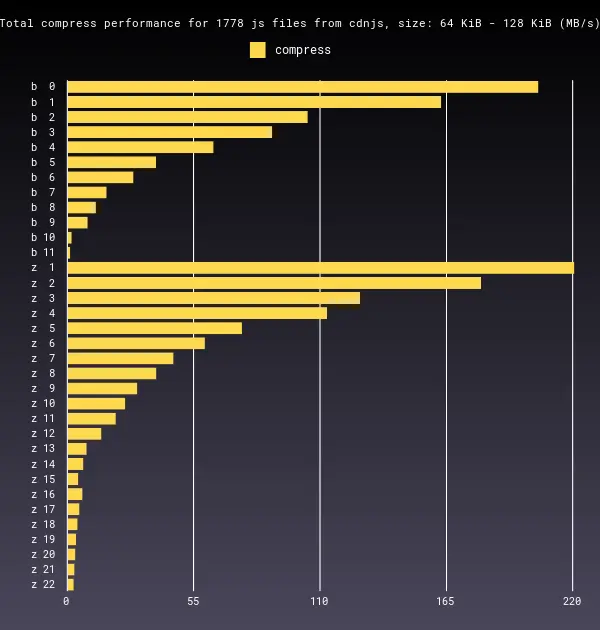 Total compress performance for 1778 js files from cdnjs, size: 64 KiB - 128 KiB (MB/s)
compress
b 0
b 1
b 2
b 3
b 4
b 5
b 6
b 7
b 8
b 9
b 10
b 11
z 1
z 2
z 3
z 4
z 5
z 6
z 7
z 8
z 9
z 10
z 11
z 12
z 13
z 14
z 15
z 16
z 17
z 18
z 19
z 20
z 21
z 22
0 55 110 165 220